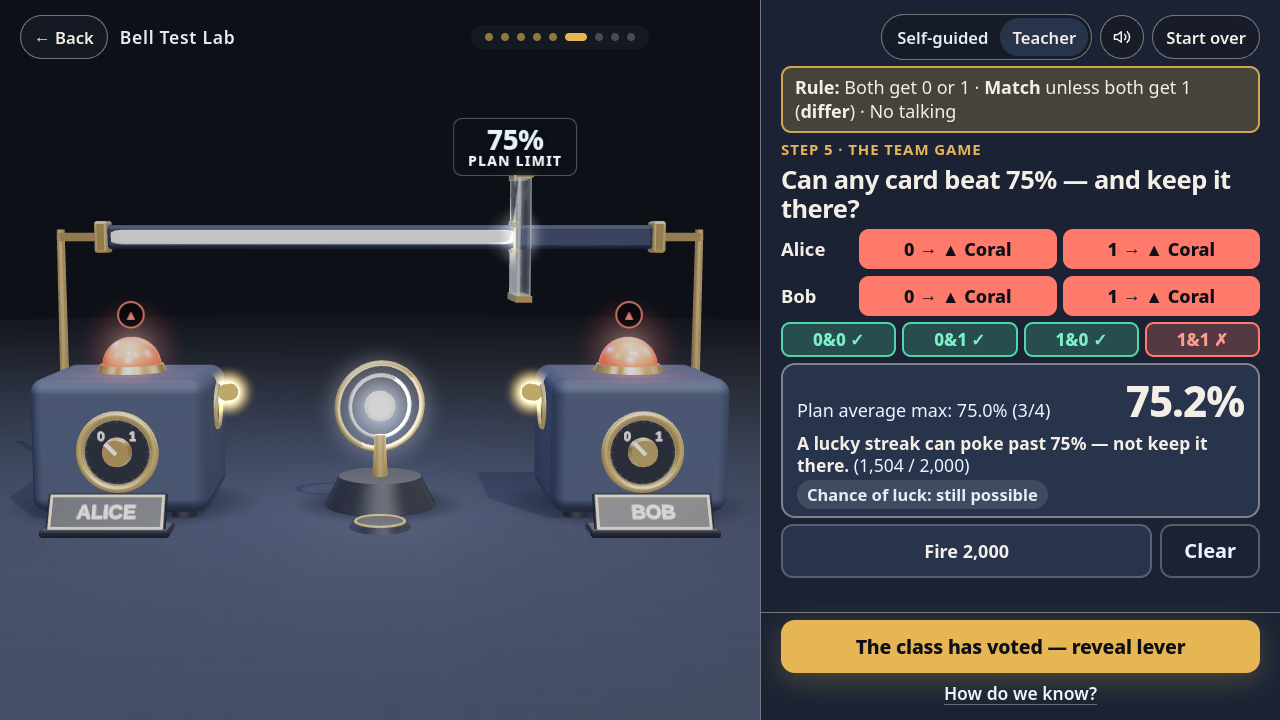 ← Back
Bell Test Lab
75%
PLAN LIMIT
▲
▲
0 1
0 1
ALICE
BOB
Self-guided
Teacher
Start over
Rule: Both get 0 or 1 · Match unless both get 1
(differ) · No talking
STEP 5 · THE TEAM GAME
Can any card beat 75% — and keep it
there?
Alice
0 → ▲ Coral
1 → ▲ Coral
Bob
0 → ▲ Coral
1 → ▲ Coral
0&0 ✓
0&1 ✓
1&0 ✓
1&1 ✗
Plan average max: 75.0% (3/4)
75.2%
A lucky streak can poke past 75% — not keep it
there. (1,504 / 2,000)
Chance of luck: still possible
Fire 2,000
Clear
The class has voted — reveal lever
How do we know?